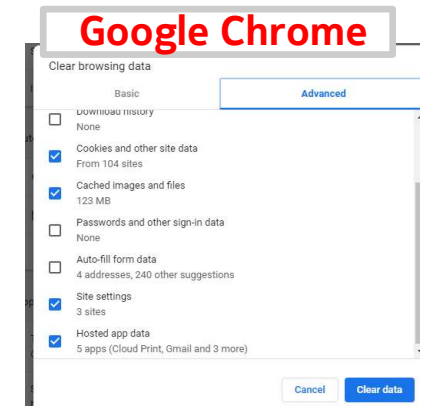 Google Chrome
Clear browsing data
Basic
Advanced
Download history
None
Cookies and other site data
From 104 sites
Cached images and files
123 MB
Passwords and other sign-in data
None
Auto-fill form data
4 addresses, 240 other suggestions
Site settings
3 sites
Hosted app data
5 apps (Cloud Print, Gmail and 3 more)
Cancel
Clear data